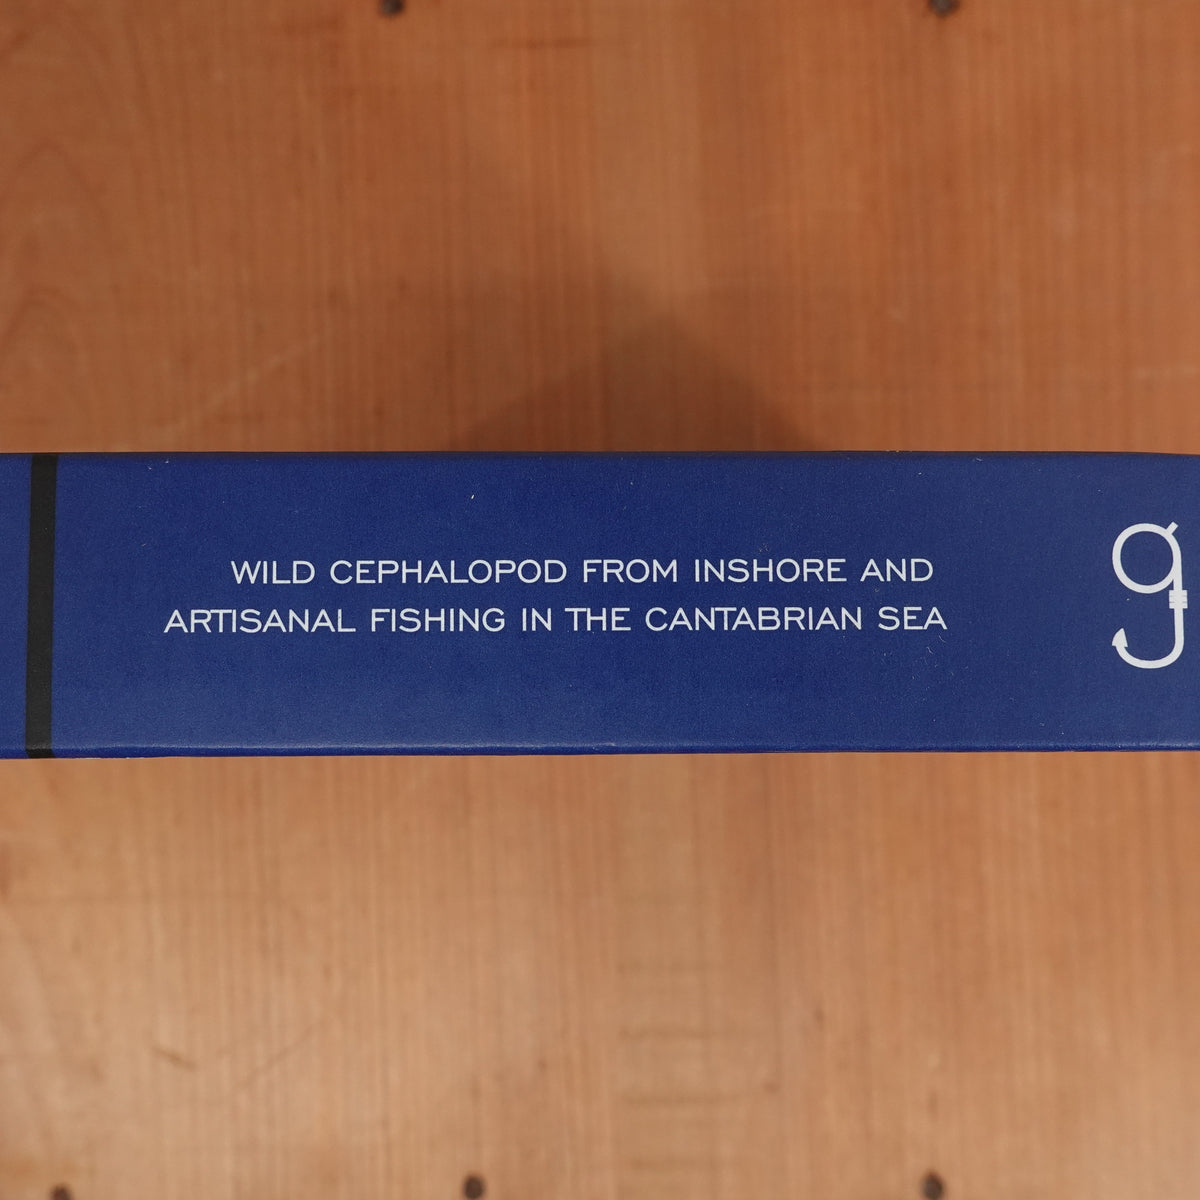 WILD CEPHALOPOD FROM INSHORE AND
ARTISANAL FISHING IN THE CANTABRIAN SEA
g